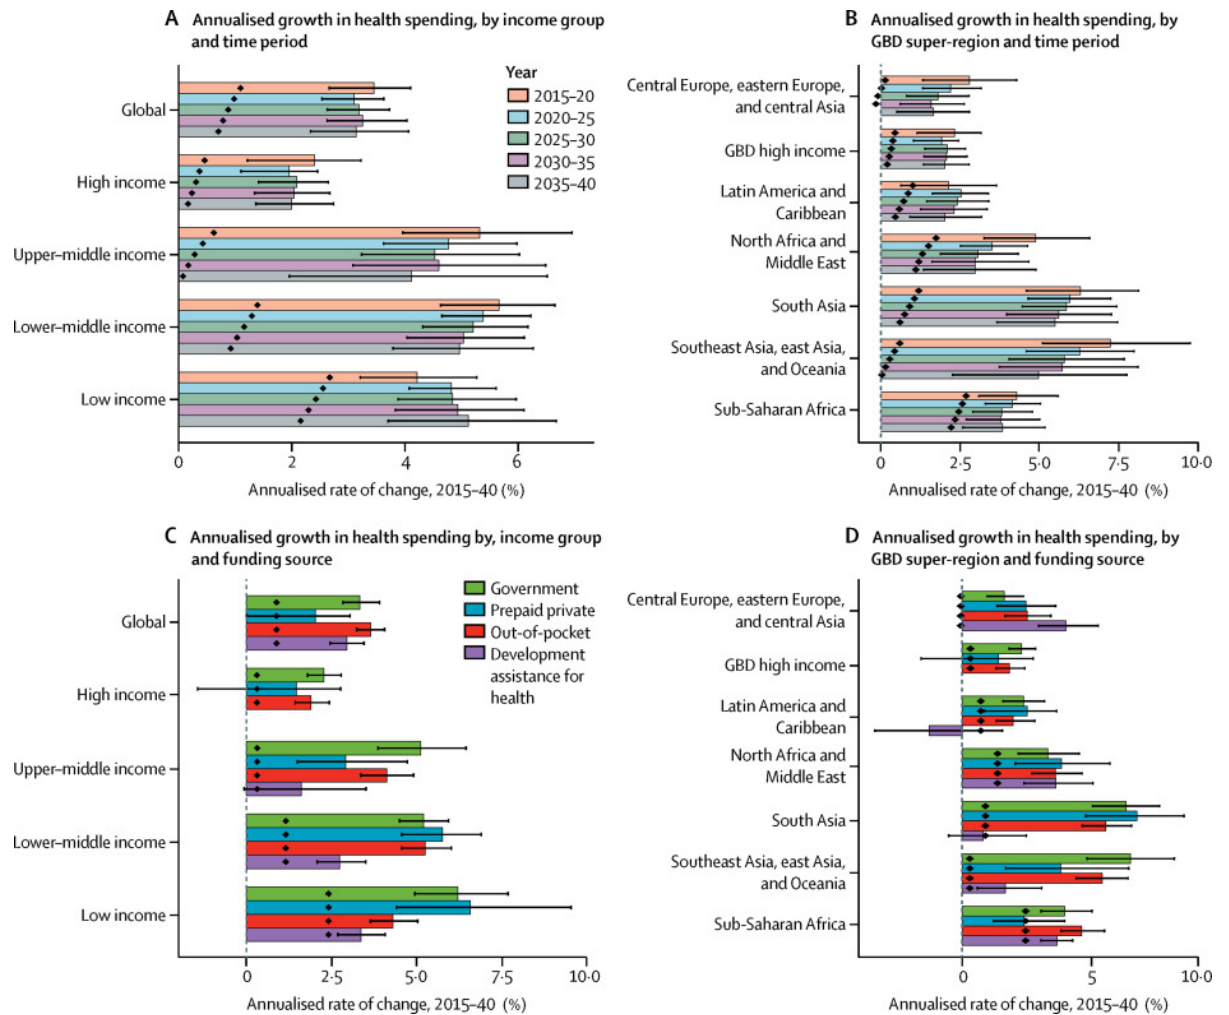 A Annualised growth in health spending, by income group
and time period
Year
2015–20
2020–25
2025–30
2030–35
2035–40
Global
High income
Upper–middle income
Lower–middle income
Low income
0 2 4 6
Annualised rate of change, 2015–40 (%)
B Annualised growth in health spending, by
GBD super-region and time period
Central Europe, eastern Europe,
and central Asia
GBD high income
Latin America and
Caribbean
North Africa and
Middle East
South Asia
Southeast Asia, east Asia,
and Oceania
Sub-Saharan Africa
0 2·5 5·0 7·5 10·0
Annualised rate of change, 2015–40 (%)
C Annualised growth in health spending by, income group
and funding source
Government
Prepaid private
Out-of-pocket
Development
assistance for
health
Global
High income
Upper–middle income
Lower–middle income
Low income
0 2·5 5·0 7·5 10·0
Annualised rate of change, 2015–40 (%)
D Annualised growth in health spending, by
GBD super-region and funding source
Central Europe, eastern Europe,
and central Asia
GBD high income
Latin America and
Caribbean
North Africa and
Middle East
South Asia
Southeast Asia, east Asia,
and Oceania
Sub-Saharan Africa
0 5 10·0
Annualised rate of change, 2015–40 (%)